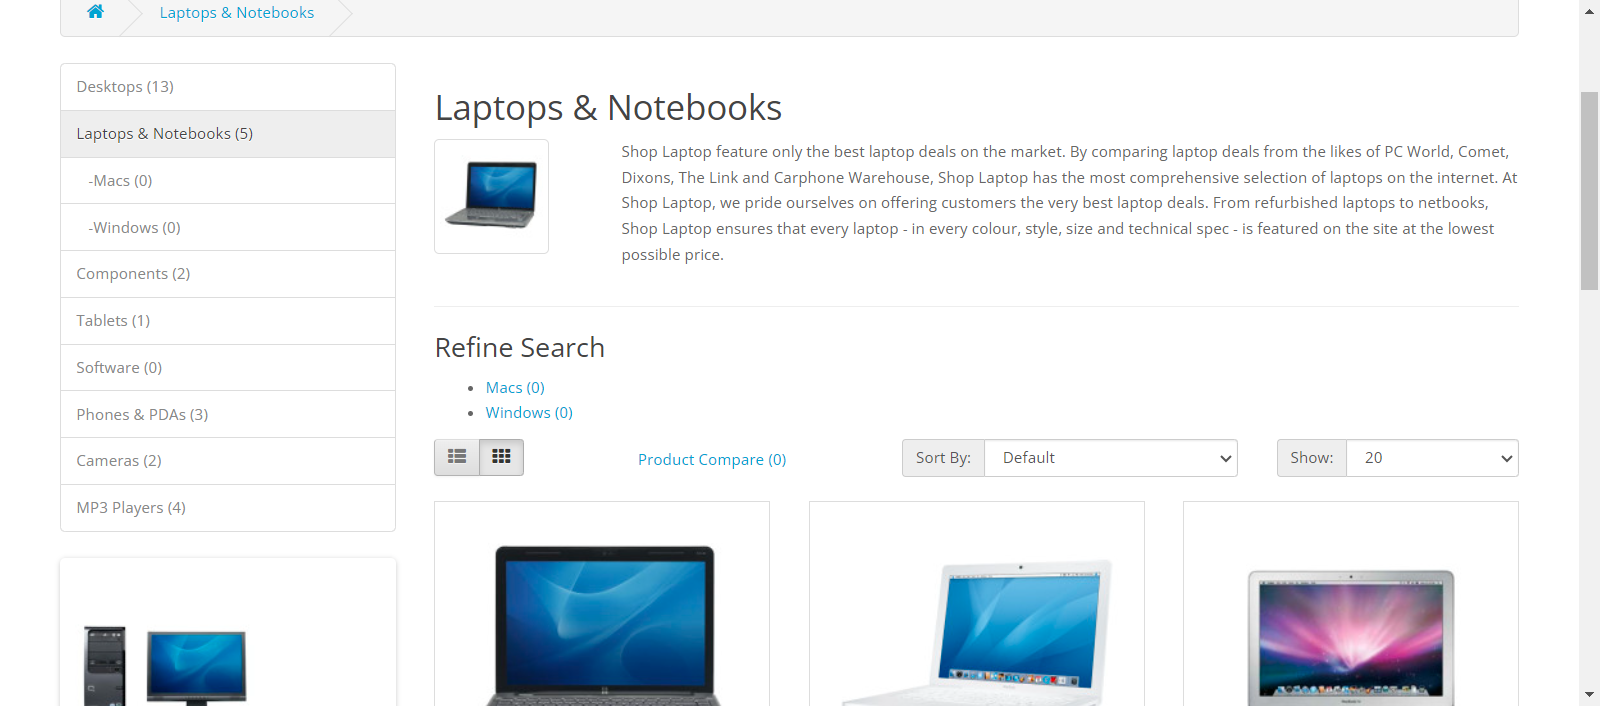 Laptops & Notebooks
Desktops (13)
Laptops & Notebooks (5)
-Macs (0)
-Windows (0)
Components (2)
Tablets (1)
Software (0)
Phones & PDAs (3)
Cameras (2)
MP3 Players (4)
Laptops & Notebooks
Shop Laptop feature only the best laptop deals on the market. By comparing laptop deals from the likes of PC World, Comet,
Dixons, The Link and Carphone Warehouse, Shop Laptop has the most comprehensive selection of laptops on the internet. At
Shop Laptop, we pride ourselves on offering customers the very best laptop deals. From refurbished laptops to netbooks,
Shop Laptop ensures that every laptop - in every colour, style, size and technical spec - is featured on the site at the lowest
possible price.
Refine Search
Macs (0)
Windows (0)
Product Compare (0)
Sort By: Default
Show: 20